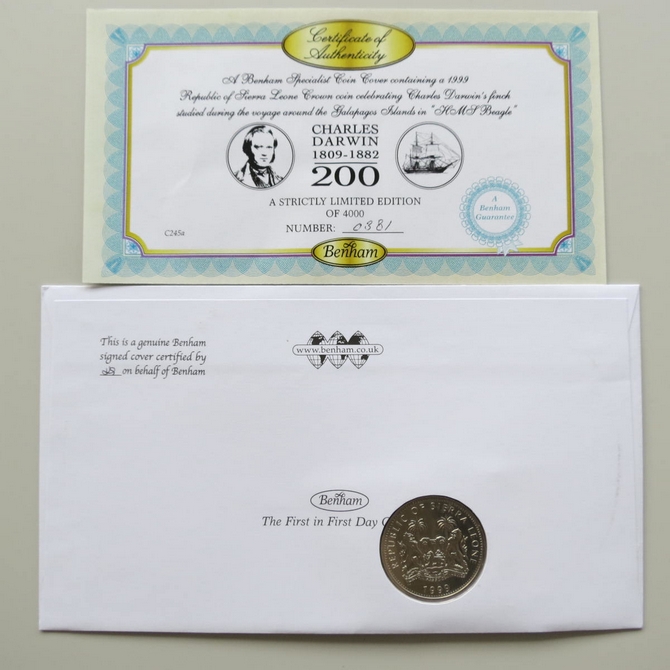 Certificate of
Authenticity
A Benham Specialist Coin Cover containing a 1999
Republic of Sierra Leone Crown coin celebrating Charles Darwin's finch
studied during the voyage around the Galapagos Islands in "HMS Beagle"
CHARLES
DARWIN
1809-1882
200
A STRICTLY LIMITED EDITION
OF 4000
NUMBER: 0381
A
Benham
Guarantee
C245a
Benham
This is a genuine Benham
signed cover certified by
on behalf of Benham
www.benham.co.uk
Benham
The First in First Day
REPUBLIC OF SIERRA LEONE
1999